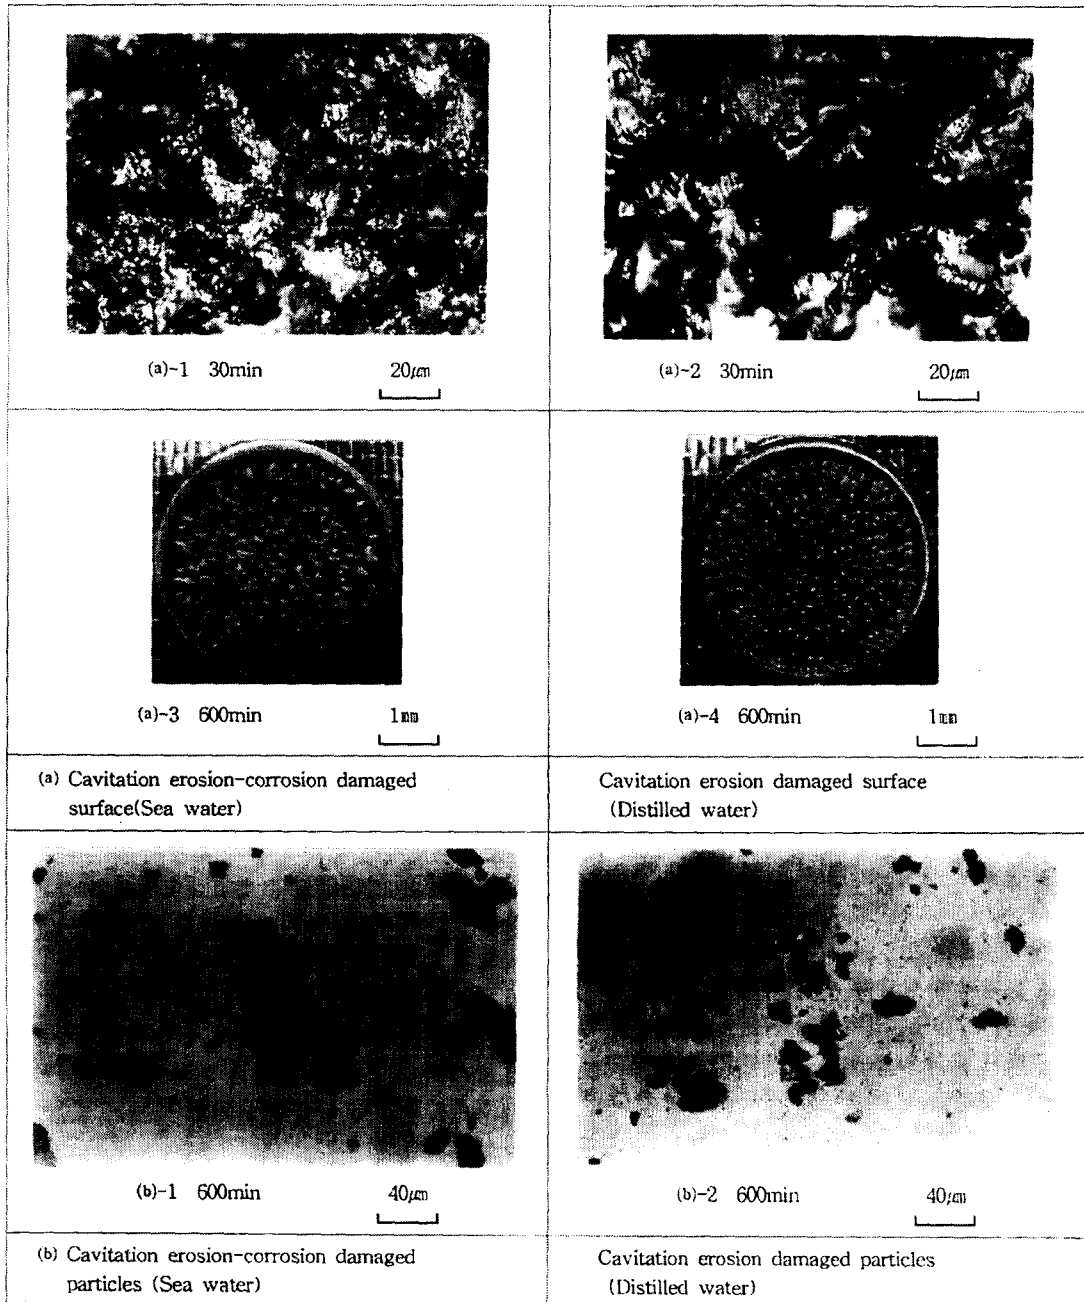 (a)-1 30min 20㎛
(a)-2 30min 20㎛
(a)-3 600min 1㎜
(a)-4 600min 1㎜
(a) Cavitation erosion-corrosion damaged
surface(Sea water)
Cavitation erosion damaged surface
(Distilled water)
(b)-1 600min 40㎛
(b)-2 600min 40㎛
(b) Cavitation erosion-corrosion damaged
particles (Sea water)
Cavitation erosion damaged particles
(Distilled water)